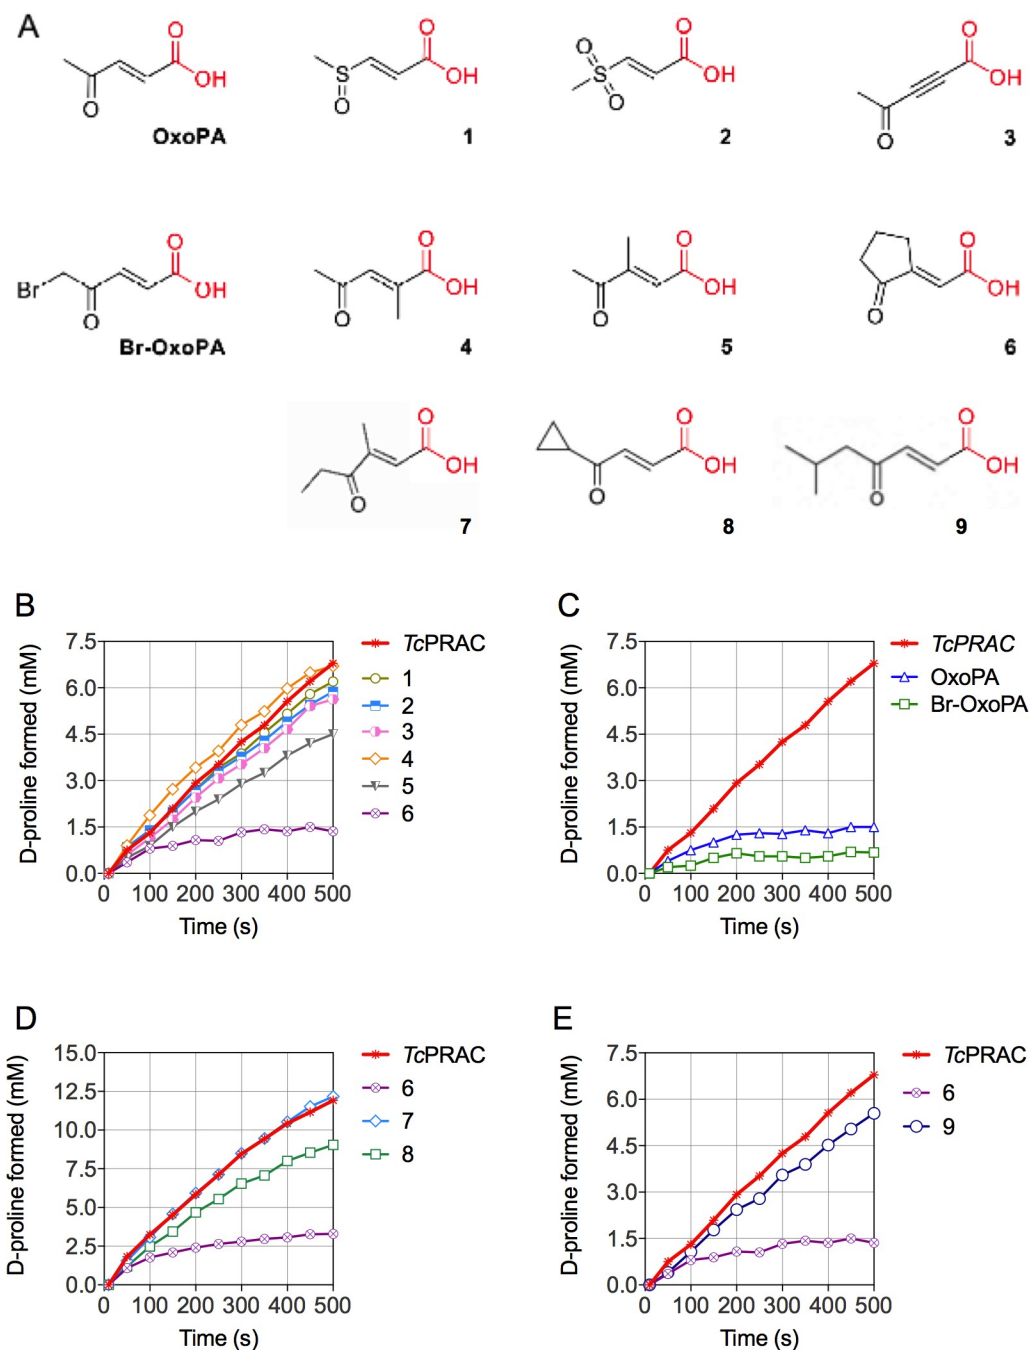 A
O
OH
O
OxoPA
O
OH
S
O
1
O
O
OH
S
O
2
O
OH
O
3
O
Br
OH
O
Br-OxoPA
O
OH
O
4
O
OH
O
5
O
OH
O
6
O
OH
O
7
O
OH
O
8
O
OH
O
9
B
D-proline formed (mM)
7.5
6.0
4.5
3.0
1.5
0.0
0 100 200 300 400 500
Time (s)
TcPRAC
1
2
3
4
5
6
C
D-proline formed (mM)
7.5
6.0
4.5
3.0
1.5
0.0
0 100 200 300 400 500
Time (s)
TcPRAC
OxoPA
Br-OxoPA
D
D-proline formed (mM)
15.0
12.5
10.0
7.5
5.0
2.5
0.0
0 100 200 300 400 500
Time (s)
TcPRAC
6
7
8
E
D-proline formed (mM)
7.5
6.0
4.5
3.0
1.5
0.0
0 100 200 300 400 500
Time (s)
TcPRAC
6
9